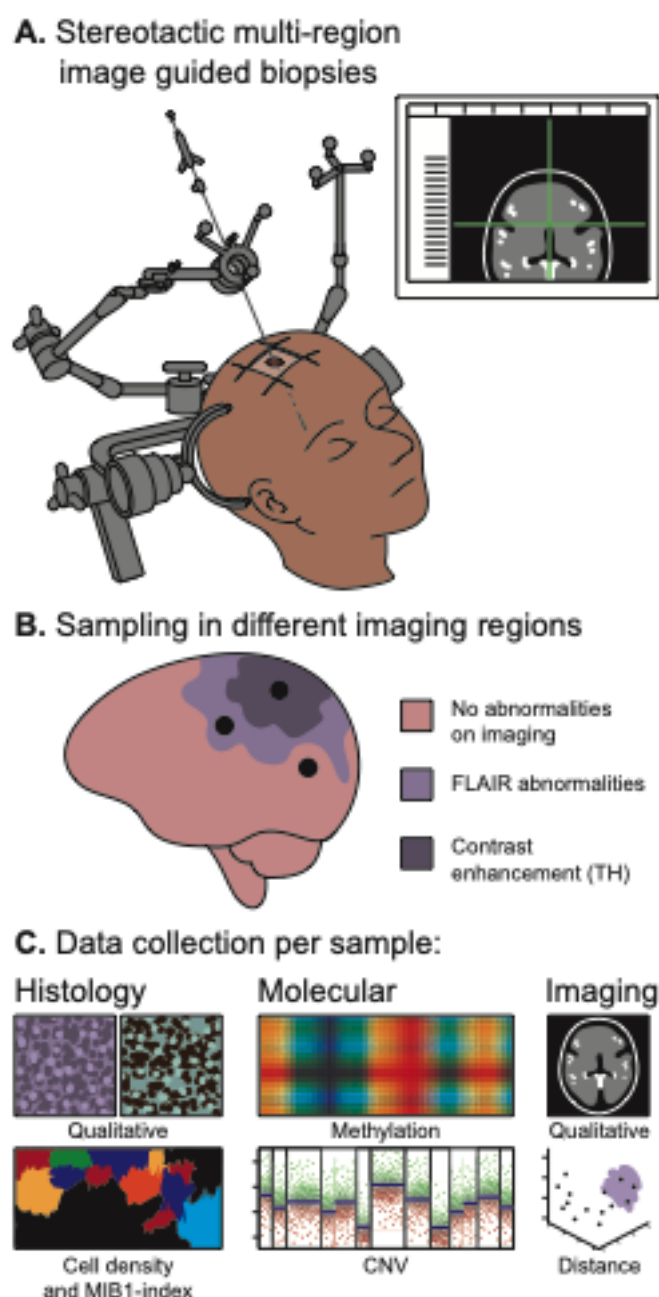 A. Stereotactic multi-region
image guided biopsies
B. Sampling in different imaging regions
No abnormalities
on imaging
FLAIR abnormalities
Contrast
enhancement (TH)
C. Data collection per sample:
Histology Molecular Imaging
Qualitative Methylation Qualitative
Cell density
and MIB1-index
CNV
Distance